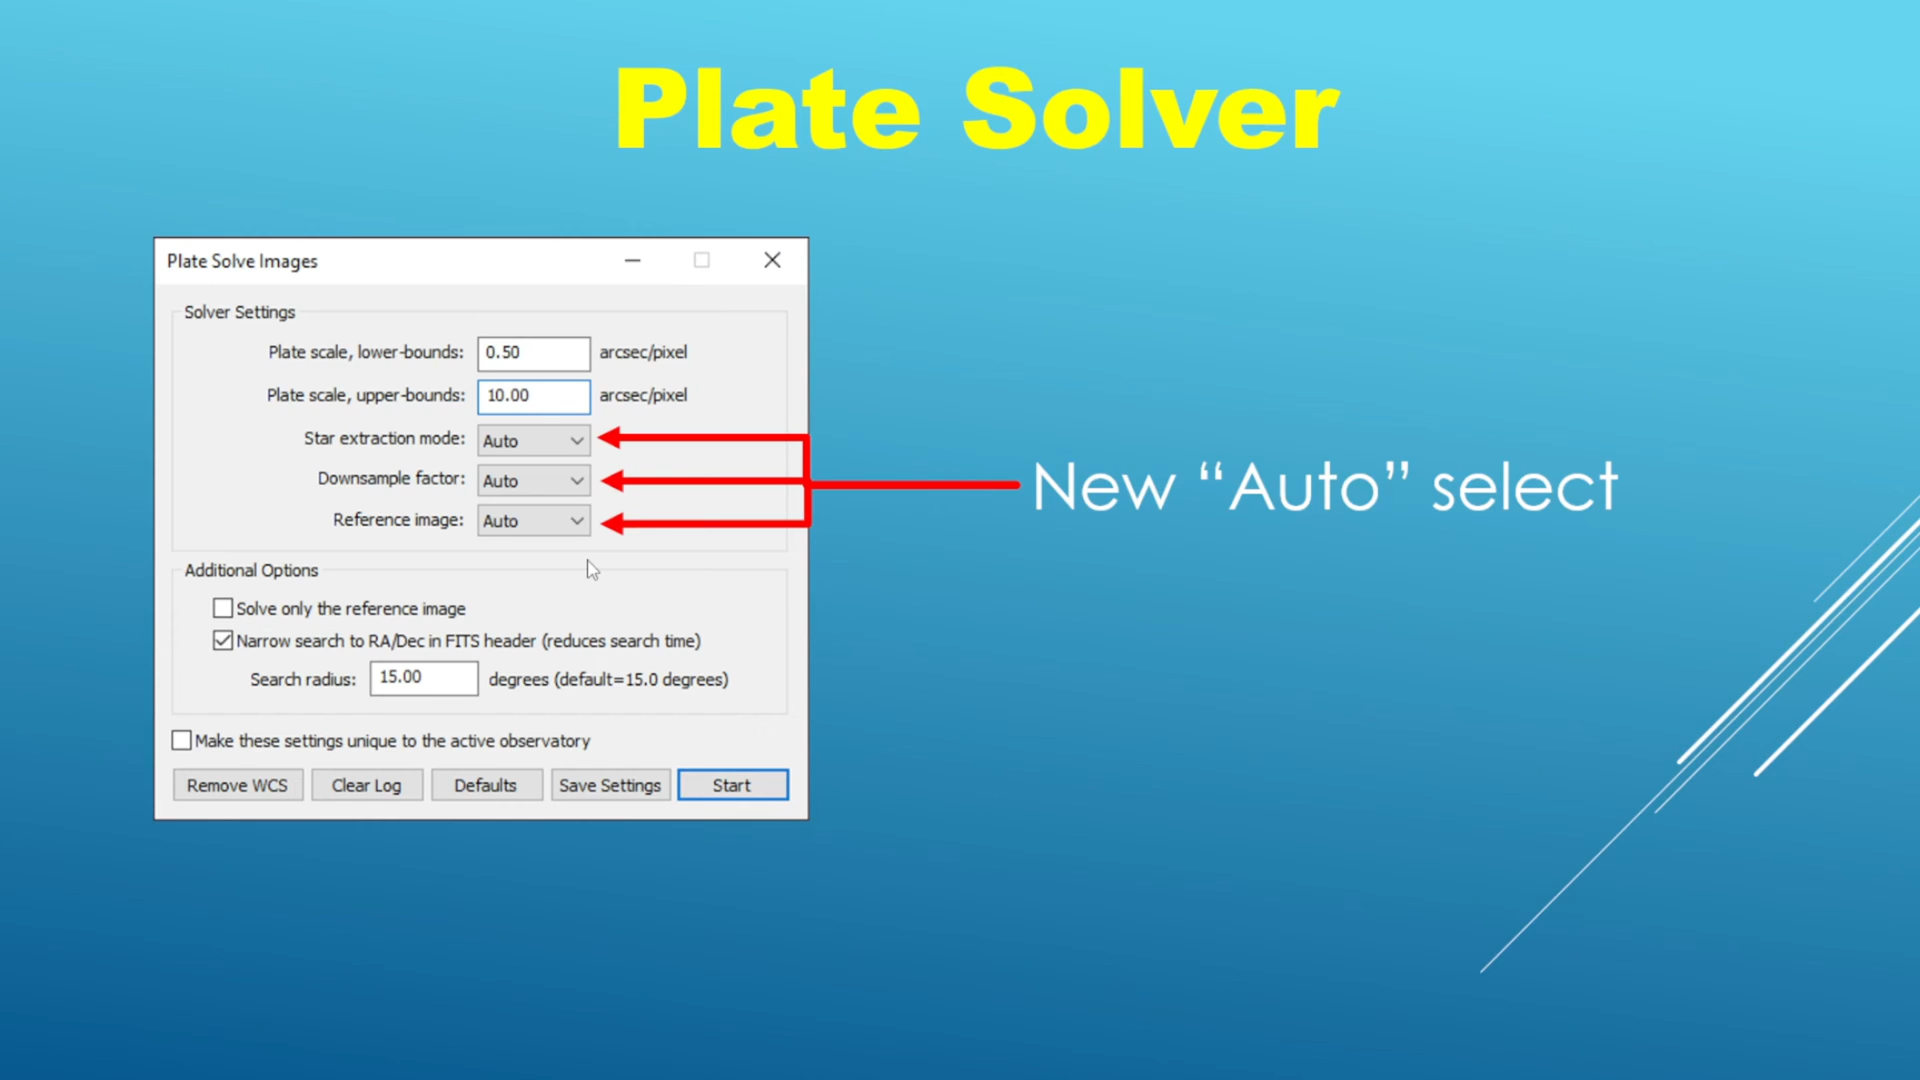 Plate Solver
Plate Solve Images
Solver Settings
Plate scale, lower-bounds: 0.50 arcsec/pixel
Plate scale, upper-bounds: 10.00 arcsec/pixel
Star extraction mode: Auto
Downsample factor: Auto
Reference image: Auto
New “Auto” select
Additional Options
Solve only the reference image
Narrow search to RA/Dec in FITS header (reduces search time)
Search radius: 15.00 degrees (default=15.0 degrees)
Make these settings unique to the active observatory
Remove WCS Clear Log Defaults Save Settings Start